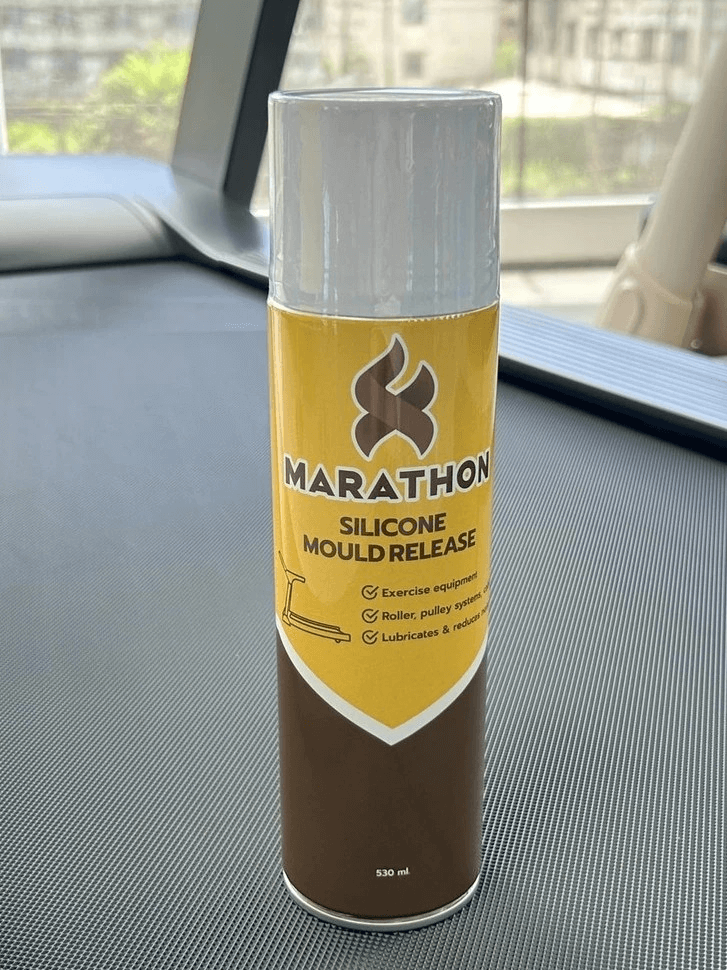 MARATHON
SILICONE
MOULD RELEASE
Exercise equipment
Roller, pulley systems,
Lubricates & reduces
530 ml.